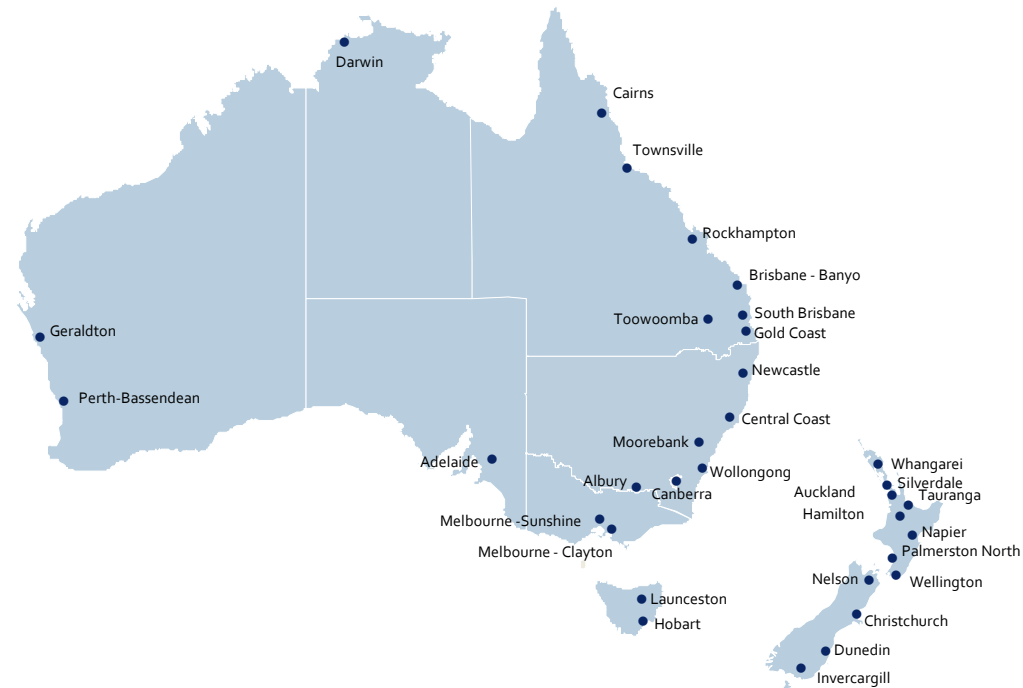 Darwin
Cairns
Townsville
Rockhampton
Brisbane - Banyo
South Brisbane
Toowoomba
Gold Coast
Geraldton
Newcastle
Perth-Bassendean
Central Coast
Moorebank
Adelaide
Wollongong
Albury
Canberra
Melbourne -Sunshine
Melbourne - Clayton
Launceston
Hobart
Whangarei
Silverdale
Auckland
Tauranga
Hamilton
Napier
Palmerston North
Nelson
Wellington
Christchurch
Dunedin
Invercargill